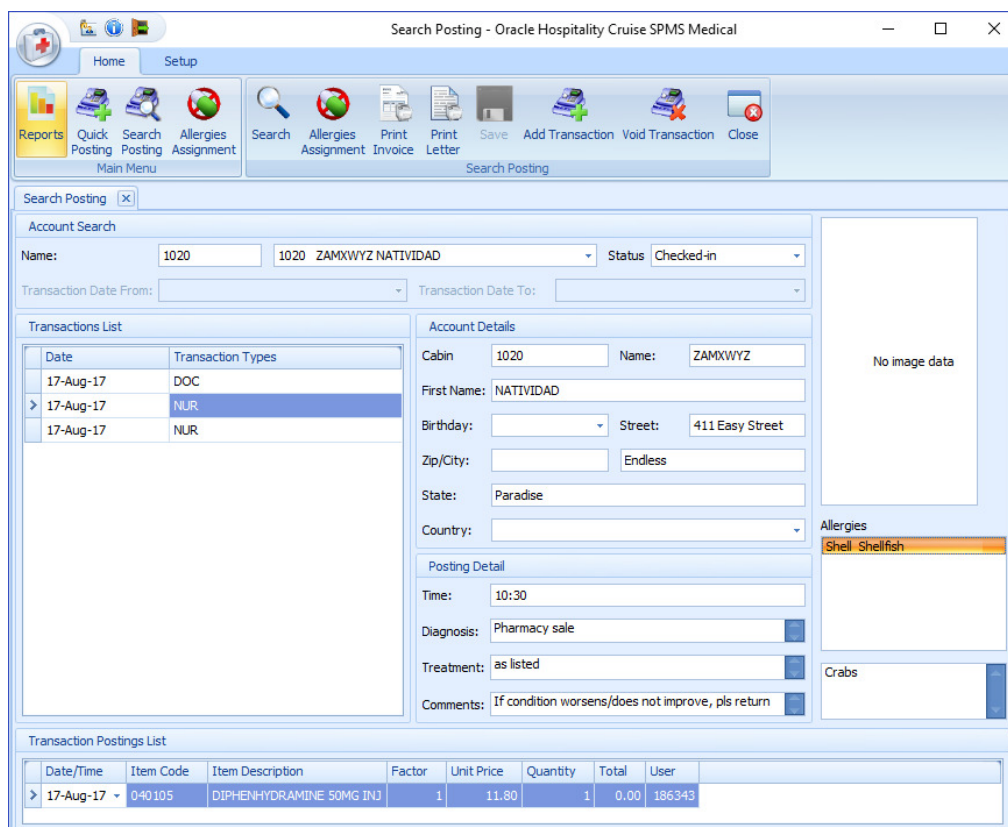 Search Posting - Oracle Hospitality Cruise SPMS Medical
Home Setup
Reports Quick Posting Search Posting Allergies Assignment Search Allergies Assignment Print Invoice Print Letter Save Add Transaction Void Transaction Close
Main Menu Search Posting
Search Posting
Account Search
Name: 1020 1020 ZAMXWYZ NATIVIDAD Status Checked-in
Transaction Date From: Transaction Date To:
Transactions List
Date Transaction Types
17-Aug-17 DOC
17-Aug-17 NUR
17-Aug-17 NUR
Account Details
Cabin 1020 Name: ZAMXWYZ
First Name: NATIVIDAD
Birthday: Street: 411 Easy Street
Zip/City: Endless
State: Paradise
Country:
Posting Detail
Time: 10:30
Diagnosis: Pharmacy sale
Treatment: as listed
Comments: If condition worsens/does not improve, pls return
No image data
Allergies
Shell Shellfish
Crabs
Transaction Postings List
Date/Time Item Code Item Description Factor Unit Price Quantity Total User
17-Aug-17 040105 DIPHENHYDRAMINE 50MG INJ 1 11.80 1 0.00 186343